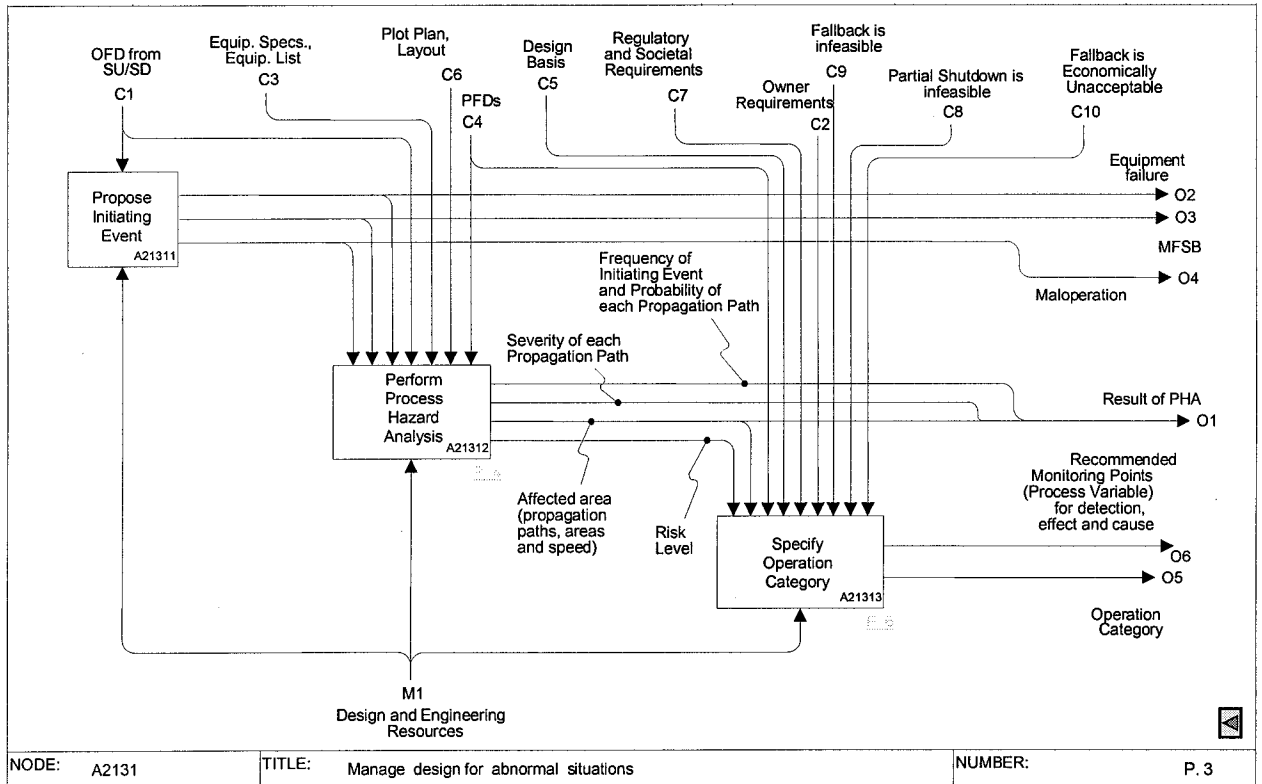 OFD from
SU/SD
C1
Equip. Specs.,
Equip. List
C3
Plot Plan,
Layout
C6
PFDs
C4
Design
Basis
C5
Regulatory
and Societal
Requirements
C7
Owner
Requirements
C2
Fallback is
infeasible
C9
Partial Shutdown is
infeasible
C8
Fallback is
Economically
Unacceptable
C10
Propose
Initiating
Event
A21311
Equipment
failure
O2
O3
MFSB
O4
Maloperation
Frequency of
Initiating Event
and Probability of
each Propagation Path
Severity of each
Propagation Path
Perform
Process
Hazard
Analysis
A21312
Result of PHA
O1
Affected area
(propagation
paths, areas
and speed)
Risk
Level
Recommended
Monitoring Points
(Process Variable)
for detection,
effect and cause
O6
O5
Specify
Operation
Category
A21313
Operation
Category
M1
Design and Engineering
Resources
NODE: A2131
TITLE: Manage design for abnormal situations
NUMBER: P. 3